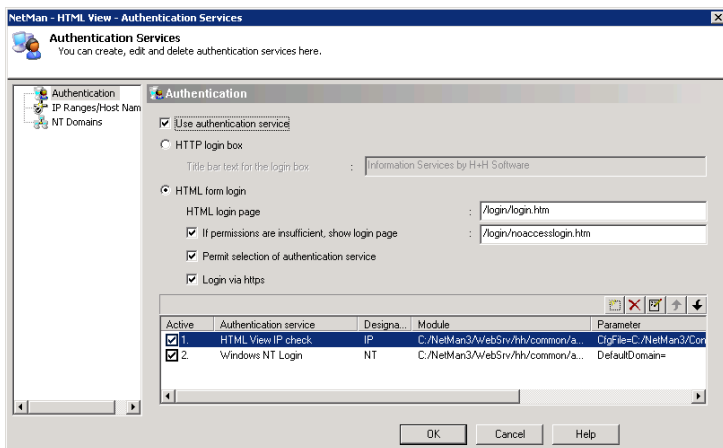 NetMan - HTML View - Authentication Services
Authentication Services
You can create, edit and delete authentication services here.
Authentication
IP Ranges/Host Nam
NT Domains
Authentication
Use authentication service
HTTP login box
Title bar text for the login box : Information Services by H+H Software
HTML form login
HTML login page : /login/login.htm
If permissions are insufficient, show login page : /login/noaccesslogin.htm
Permit selection of authentication service
Login via https
Active Authentication service Designa... Module Parameter
1. HTML View IP check IP C:/NetMan3/WebSrv/hh/common/a... CfgFile=C:/NetMan3/Con
2. Windows NT Login NT C:/NetMan3/WebSrv/hh/common/a... DefaultDomain=
OK Cancel Help